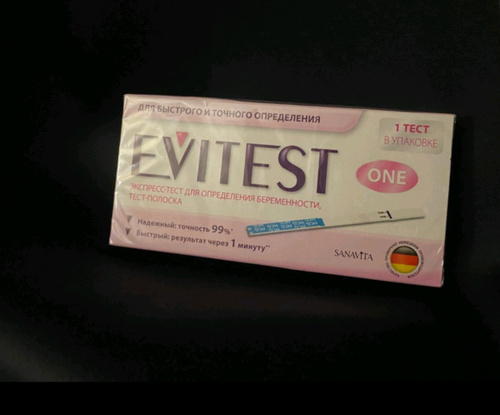 ДЛЯ БЫСТРОГО И ТОЧНОГО ОПРЕДЕЛЕНИЯ
1 ТЕСТ
В УПАКОВКЕ
EVITEST
ONE
ЭКСПРЕСС-ТЕСТ ДЛЯ ОПРЕДЕЛЕНИЯ БЕРЕМЕННОСТИ,
ТЕСТ-ПОЛОСКА
Надежный: точность 99%*
Быстрый: результат через 1 минуту**
SANAVITA